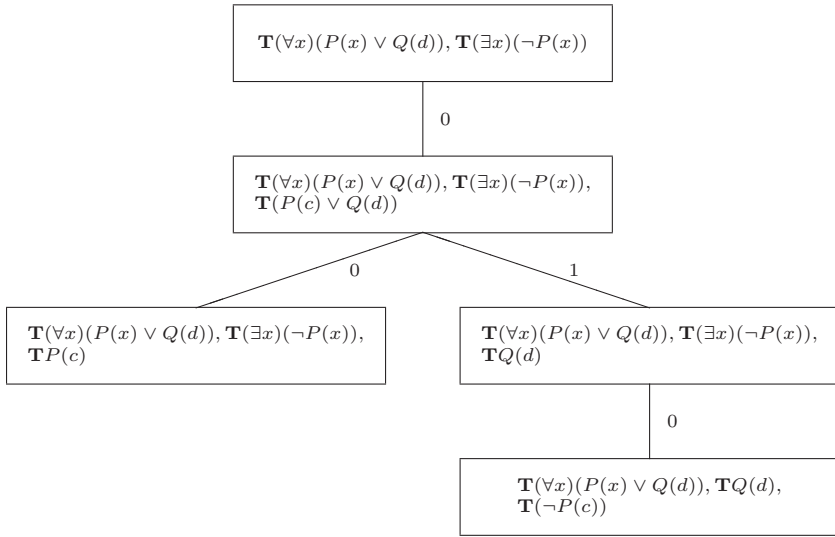 T(∀x)(P(x) ∨ Q(d)), T(∃x)(¬P(x))
0
T(∀x)(P(x) ∨ Q(d)), T(∃x)(¬P(x)),
T(P(c) ∨ Q(d))
0
1
T(∀x)(P(x) ∨ Q(d)), T(∃x)(¬P(x)),
TP(c)
T(∀x)(P(x) ∨ Q(d)), T(∃x)(¬P(x)),
TQ(d)
0
T(∀x)(P(x) ∨ Q(d)), TQ(d),
T(¬P(c))